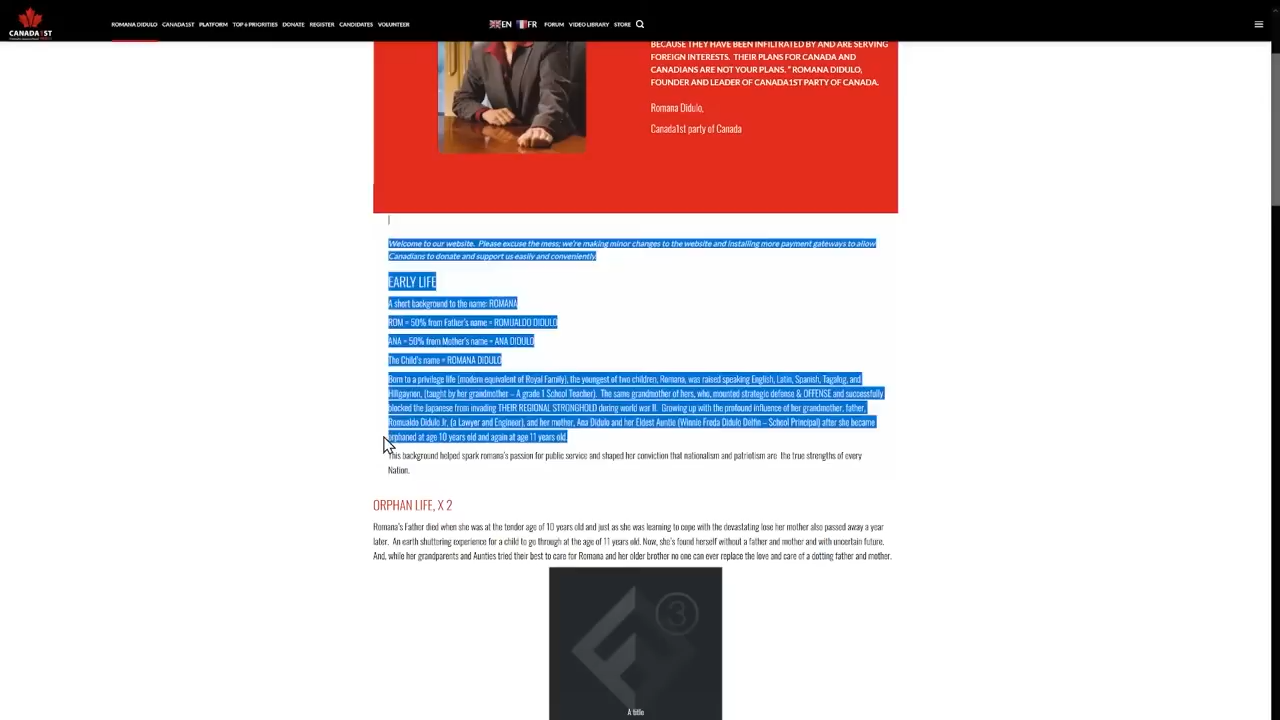 ROMANA DIDULO CANADA1ST PLATFORM TOP 6 PRIORITIES DONATE REGISTER CANDIDATES VOLUNTEER EN FR FORUM VIDEO LIBRARY STORE
CANADA1ST
BECAUSE THEY HAVE BEEN INFILTRATED BY AND ARE SERVING
FOREIGN INTERESTS. THEIR PLANS FOR CANADA AND
CANADIANS ARE NOT YOUR PLANS. " ROMANA DIDULO,
FOUNDER AND LEADER OF CANADA1ST PARTY OF CANADA.
Romana Didulo,
Canada1st party of Canada
Welcome to our website. Please excuse the mess; we're making minor changes to the website and installing more payment gateways to allow
Canadians to donate and support us easily and conveniently.
EARLY LIFE
A short background to the name: ROMANA
ROM = 50% from Father's name = ROMUALDO DIDULO
ANA = 50% from Mother's name = ANA DIDULO
The Child's name = ROMANA DIDULO
Born to a privilege life (modern equivalent of Royal Family), the youngest of two children, Romana, was raised speaking English, Latin, Spanish, Tagalog, and
Hiligaynon, (taught by her grandmother – A grade 1 School Teacher). The same grandmother of hers, who, mounted strategic defense & OFFENSE and successfully
blocked the Japanese from invading THEIR REGIONAL STRONGHOLD during world war II. Growing up with the profound influence of her grandmother, father,
Romualdo Didulo Jr, (a Lawyer and Engineer), and her mother, Ana Didulo and her Eldest Auntie (Winnie Freda Didulo Delfin – School Principal) after she became
orphaned at age 10 years old and again at age 11 years old.
This background helped spark romana's passion for public service and shaped her conviction that nationalism and patriotism are the true strengths of every
Nation.
ORPHAN LIFE, X 2
Romana's Father died when she was at the tender age of 10 years old and just as she was learning to cope with the devastating lose her mother also passed away a year
later. An earth shuttering experience for a child to go through at the age of 11 years old. Now, she's found herself without a father and mother and with uncertain future.
And, while her grandparents and Aunties tried their best to care for Romana and her older brother no one can ever replace the love and care of a dotting father and mother.
3
A title